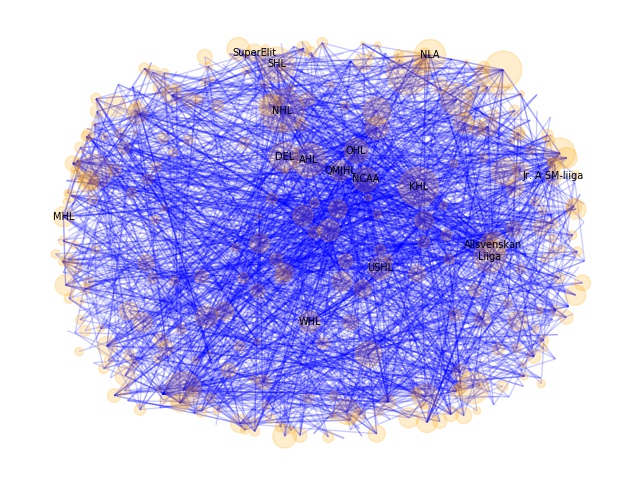 SuperElit
SHL
NLA
NHL
OHL
DEL
AHL
QMJHL
NCAA
KHL
Jr. A SM-liiga
MHL
Allsvenskan
Liiga
USHL
WHL